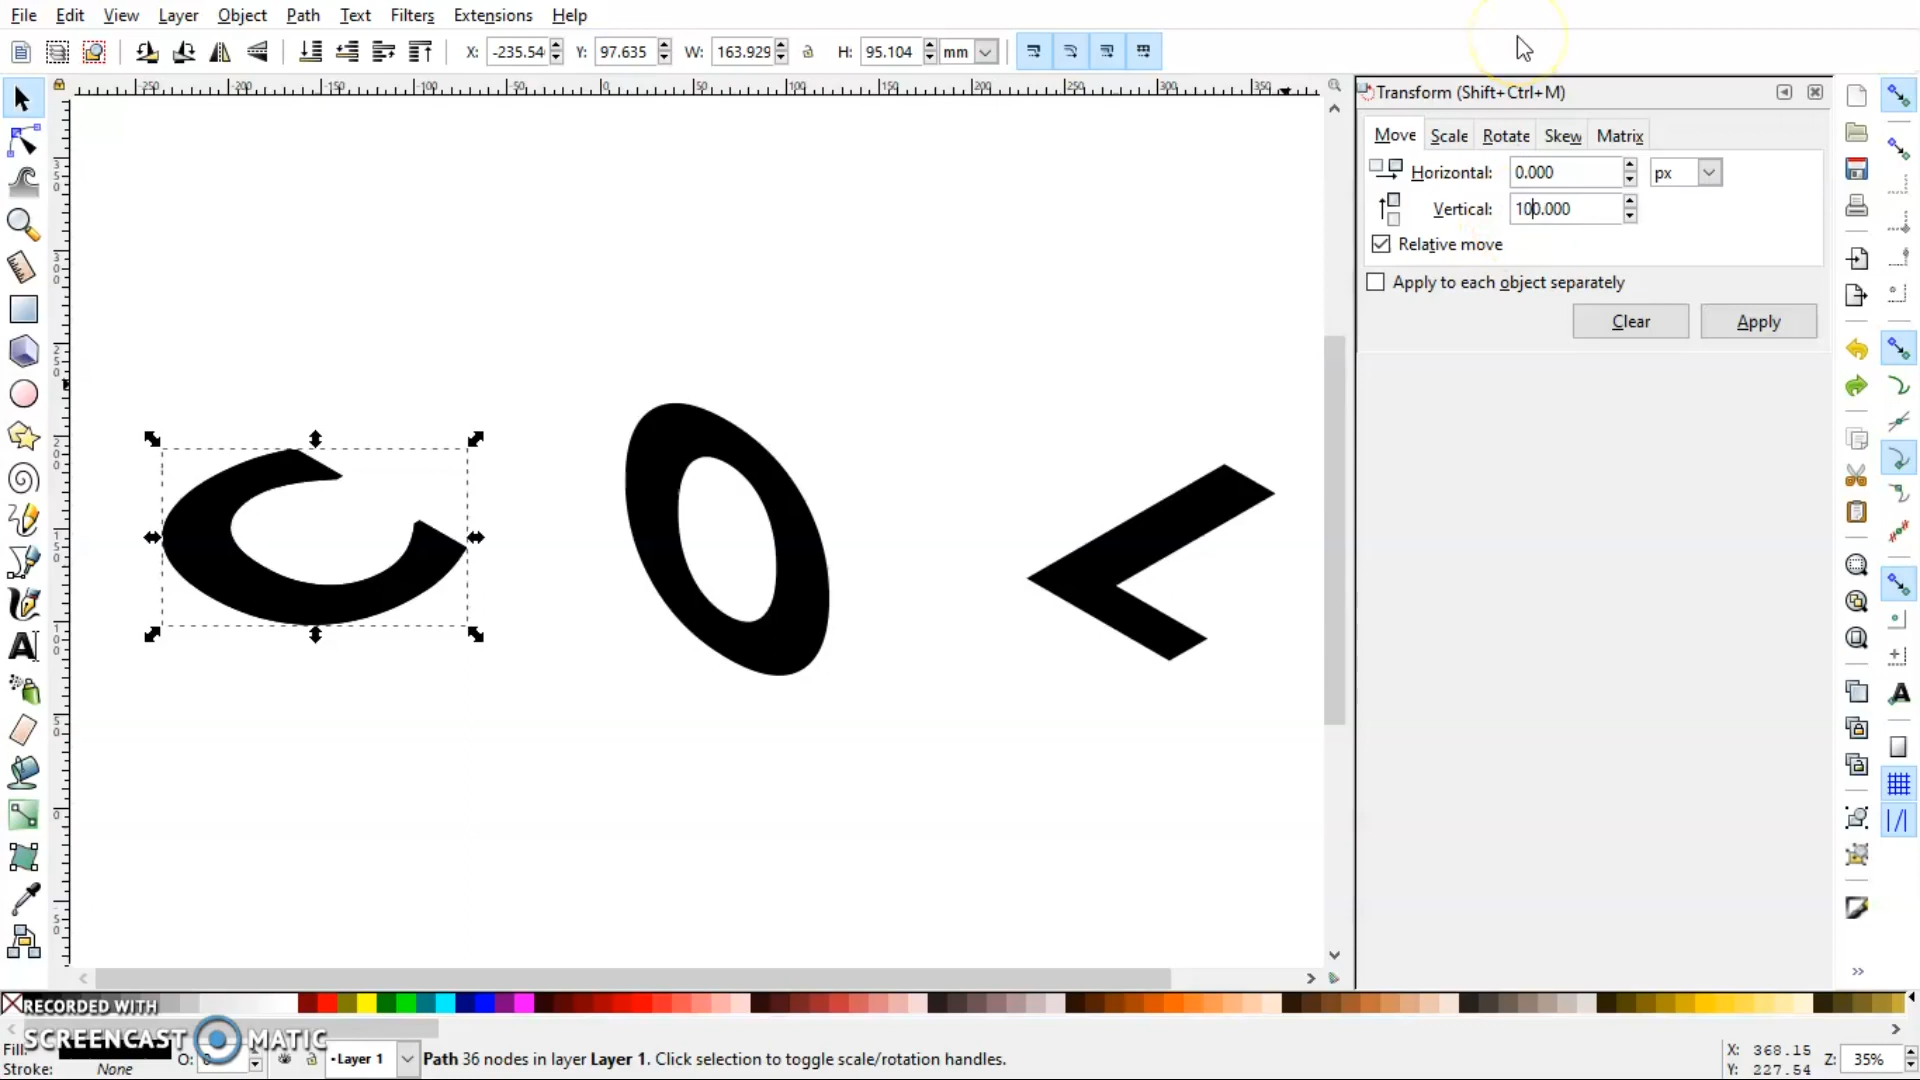 File Edit View Layer Object Path Text Filters Extensions Help
X: -235.54 Y: 97.635 W: 163.929 H: 95.104 mm
Transform (Shift+Ctrl+M)
Move Scale Rotate Skew Matrix
Horizontal: 0.000 px
Vertical: 100.000
Relative move
Apply to each object separately
Clear Apply
RECORDED WITH
SCREENCAST MATIC
Fill:
Stroke: None
O:
Layer 1
Path 36 nodes in layer Layer 1. Click selection to toggle scale/rotation handles.
X: 368.15
Y: 227.54
Z: 35%